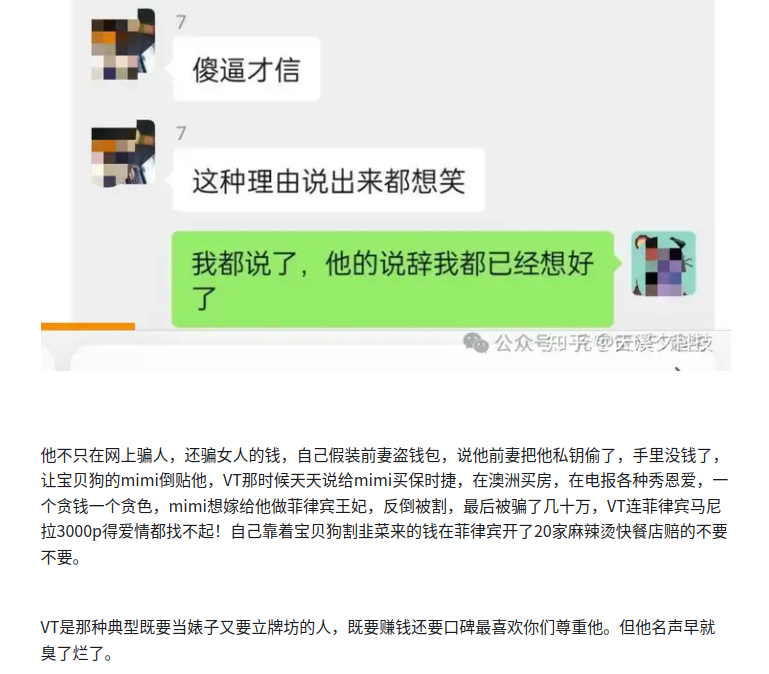 7
傻逼才信
7
这种理由说出来都想笑
我都说了，他的说辞我都已经想好
了
公众号
知乎 @
他不只在网上骗人，还骗女人的钱，自己假装前妻盗钱包，说他前妻把他私钥偷了，手里没钱了，
让宝贝狗的mimi倒贴他，VT那时候天天说给mimi买保时捷，在澳洲买房，在电报各种秀恩爱，一
个贪钱一个贪色，mimi想嫁给他做菲律宾王妃，反倒被割，最后被骗了几十万，VT连菲律宾马尼
拉3000p得爱情都找不起！自己靠着宝贝狗割韭菜来的钱在菲律宾开了20家麻辣烫快餐店赔的不要
不要。
VT是那种典型既要当婊子又要立牌坊的人，既要赚钱还要口碑最喜欢你们尊重他。但他名声早就
臭了烂了。